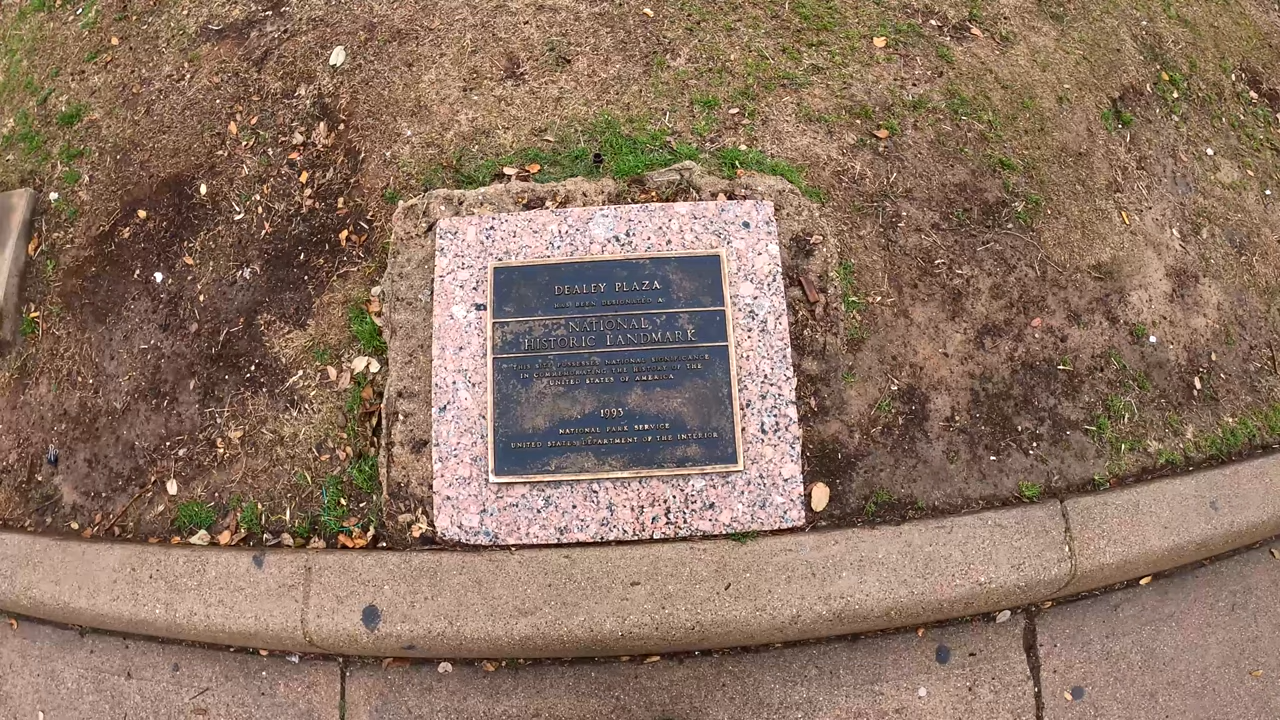 DEALEY PLAZA
HAS BEEN DESIGNATED A
NATIONAL
HISTORIC LANDMARK
THIS SITE POSSESSES NATIONAL SIGNIFICANCE
IN COMMEMORATING THE HISTORY OF THE
UNITED STATES OF AMERICA
1993
NATIONAL PARK SERVICE
UNITED STATES DEPARTMENT OF THE INTERIOR